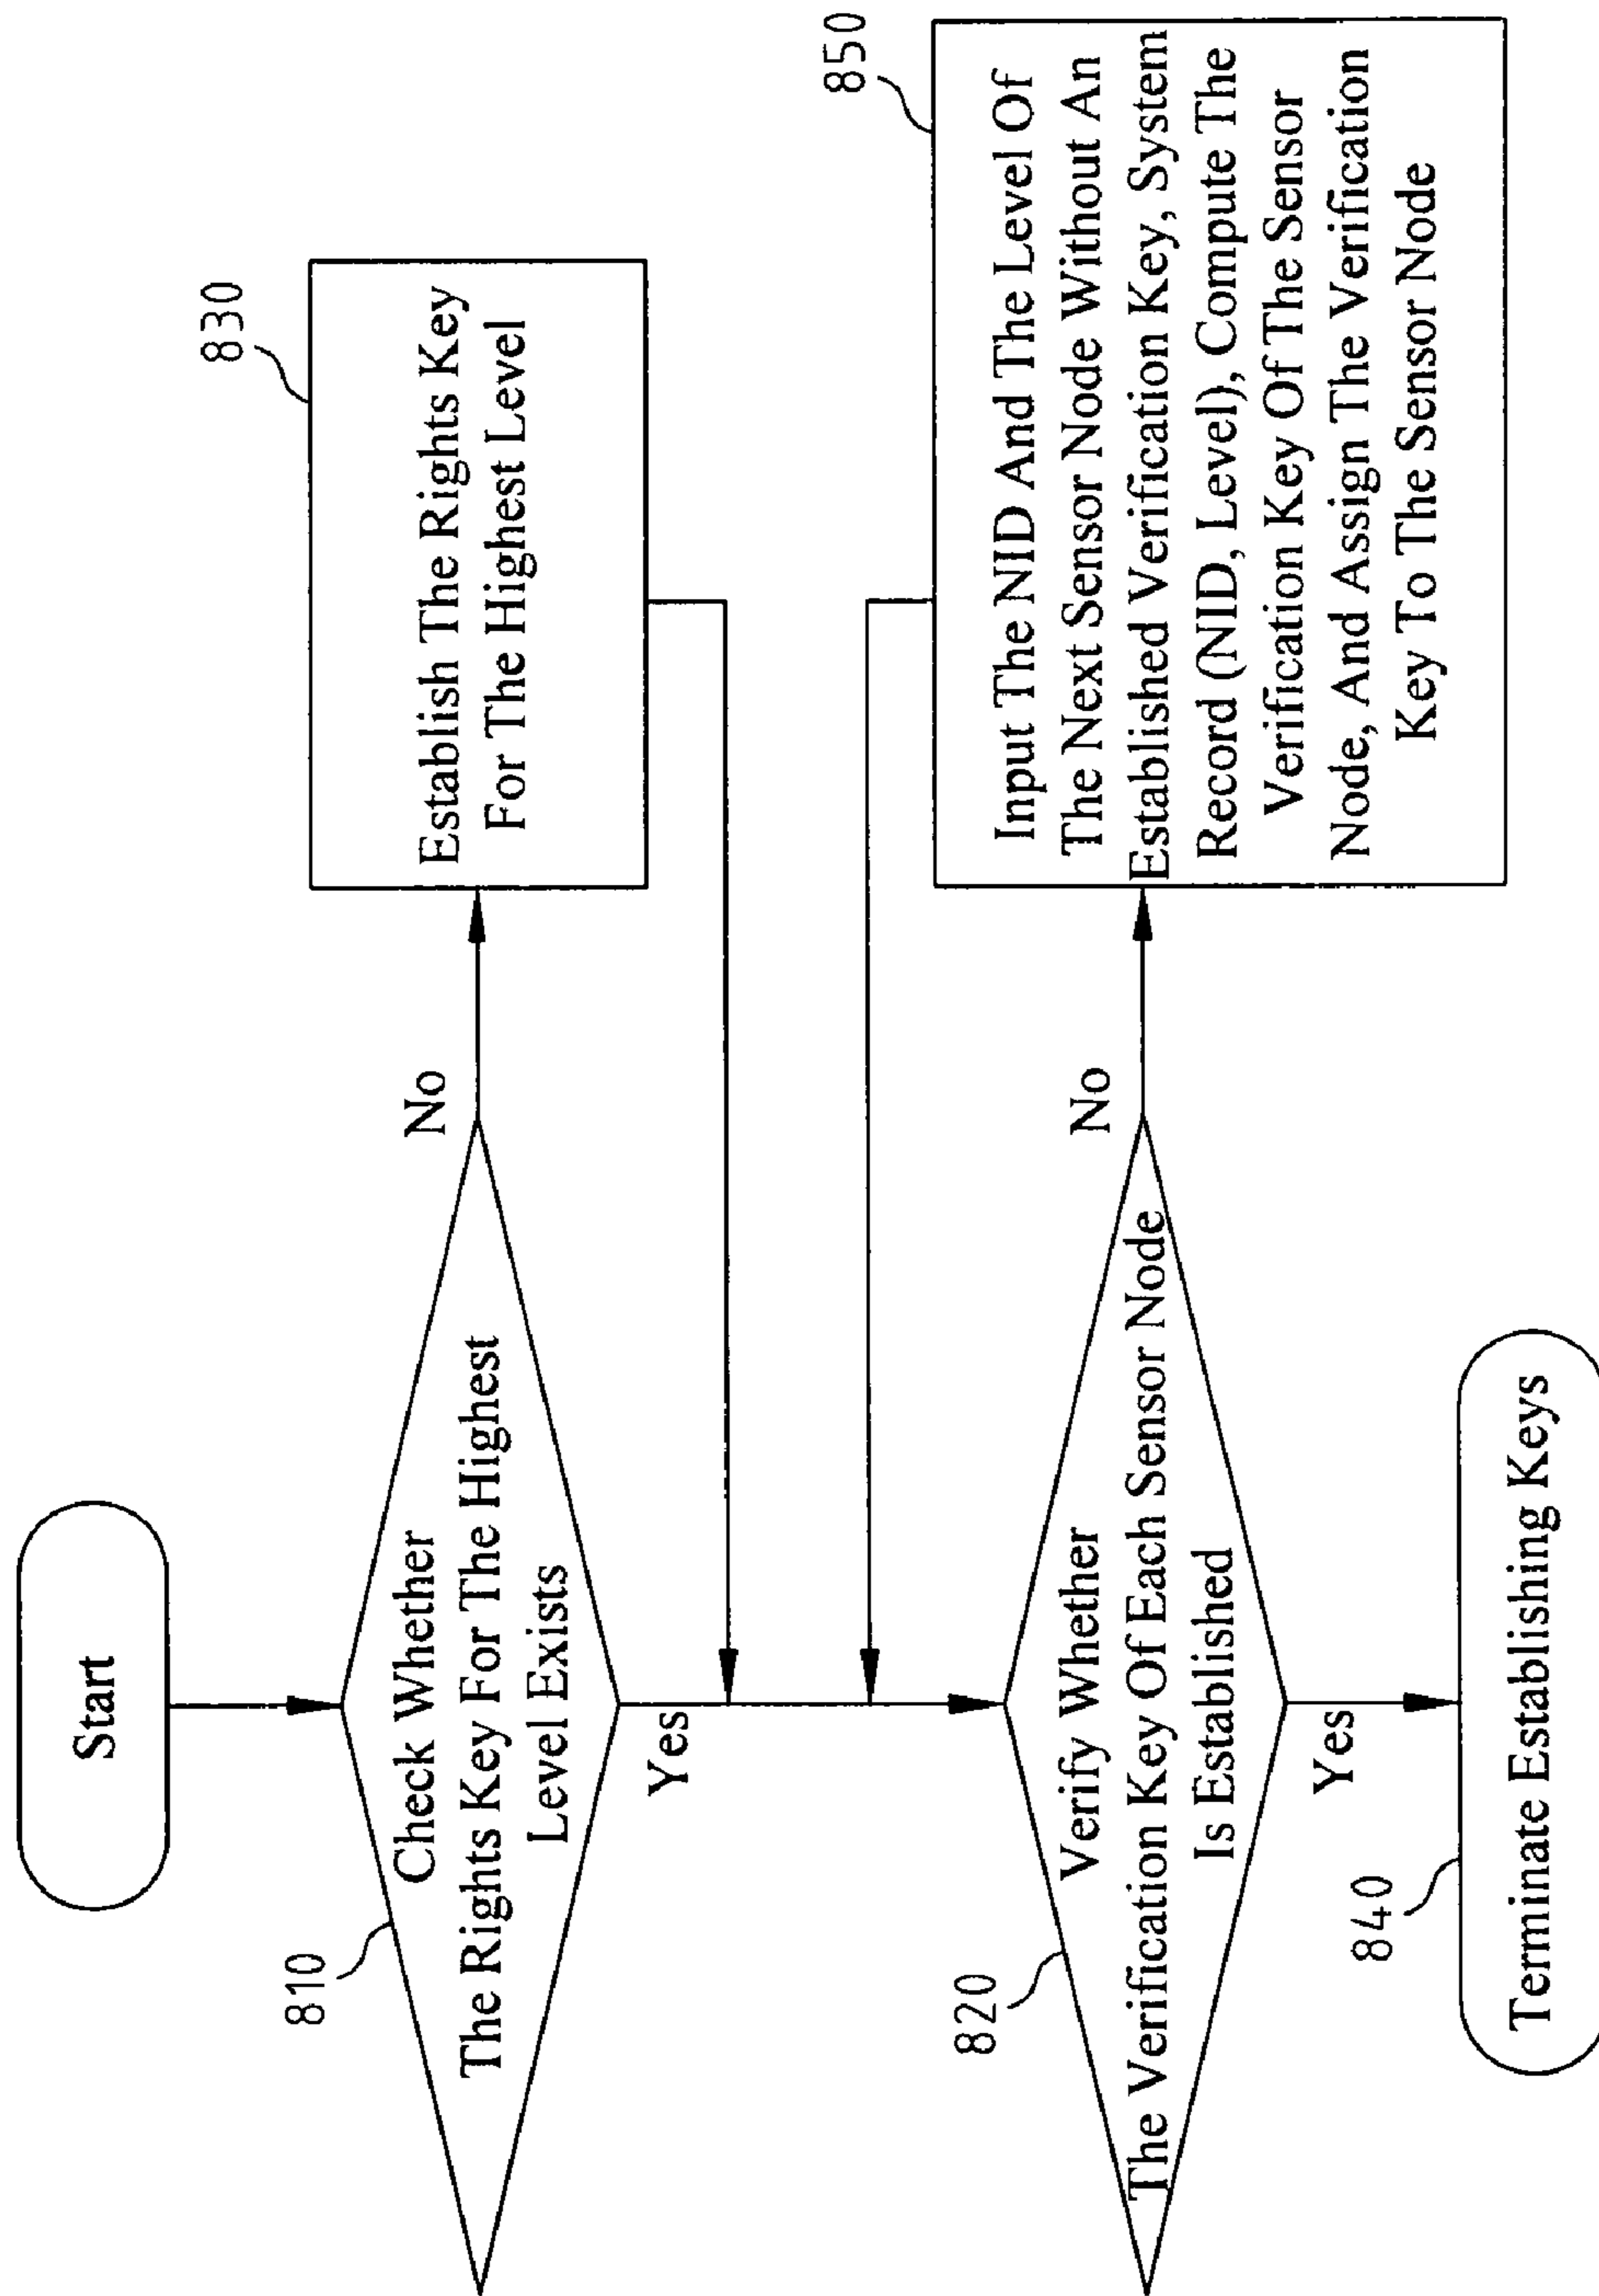 Start
810
Check Whether
The Rights Key For The Highest
Level Exists
No
830
Establish The Rights Key
For The Highest Level
Yes
820
Verify Whether
The Verification Key Of Each Sensor Node
Is Established
No
850
Input The NID And The Level Of
The Next Sensor Node Without An
Established Verification Key, System
Record (NID, Level), Compute The
Verification Key Of The Sensor
Node, And Assign The Verification
Key To The Sensor Node
Yes
840
Terminate Establishing Keys